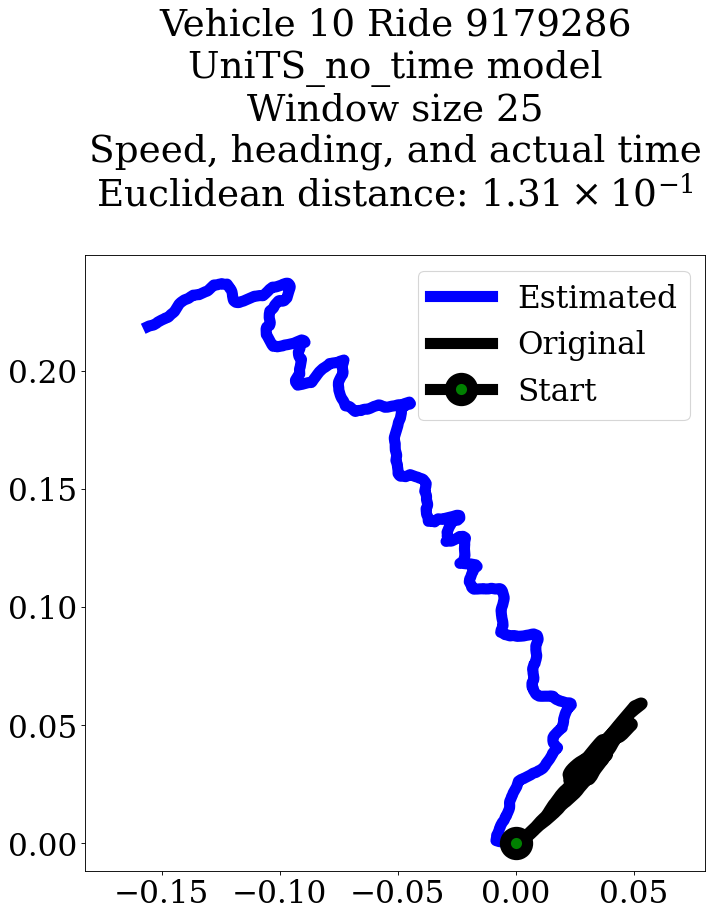 Vehicle 10 Ride 9179286
UniTS_no_time model
Window size 25
Speed, heading, and actual time
Euclidean distance: 1.31 × 10⁻¹
Estimated
Original
Start
0.20
0.15
0.10
0.05
0.00
−0.15 −0.10 −0.05 0.00 0.05